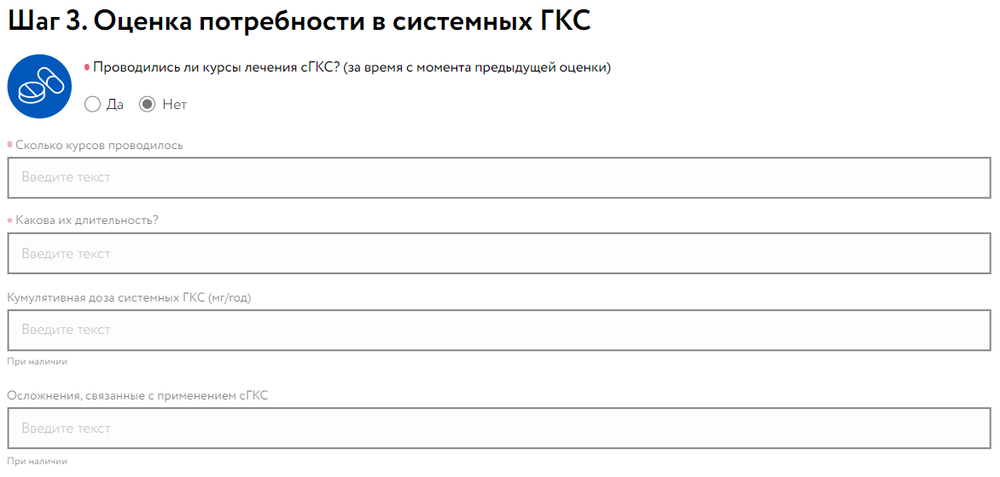 Шаг 3. Оценка потребности в системных ГКС
Проводились ли курсы лечения сГКС? (за время с момента предыдущей оценки)
Да Нет
Сколько курсов проводилось
Введите текст
Какова их длительность?
Введите текст
Кумулятивная доза системных ГКС (мг/год)
Введите текст
При наличии
Осложнения, связанные с применением сГКС
Введите текст
При наличии